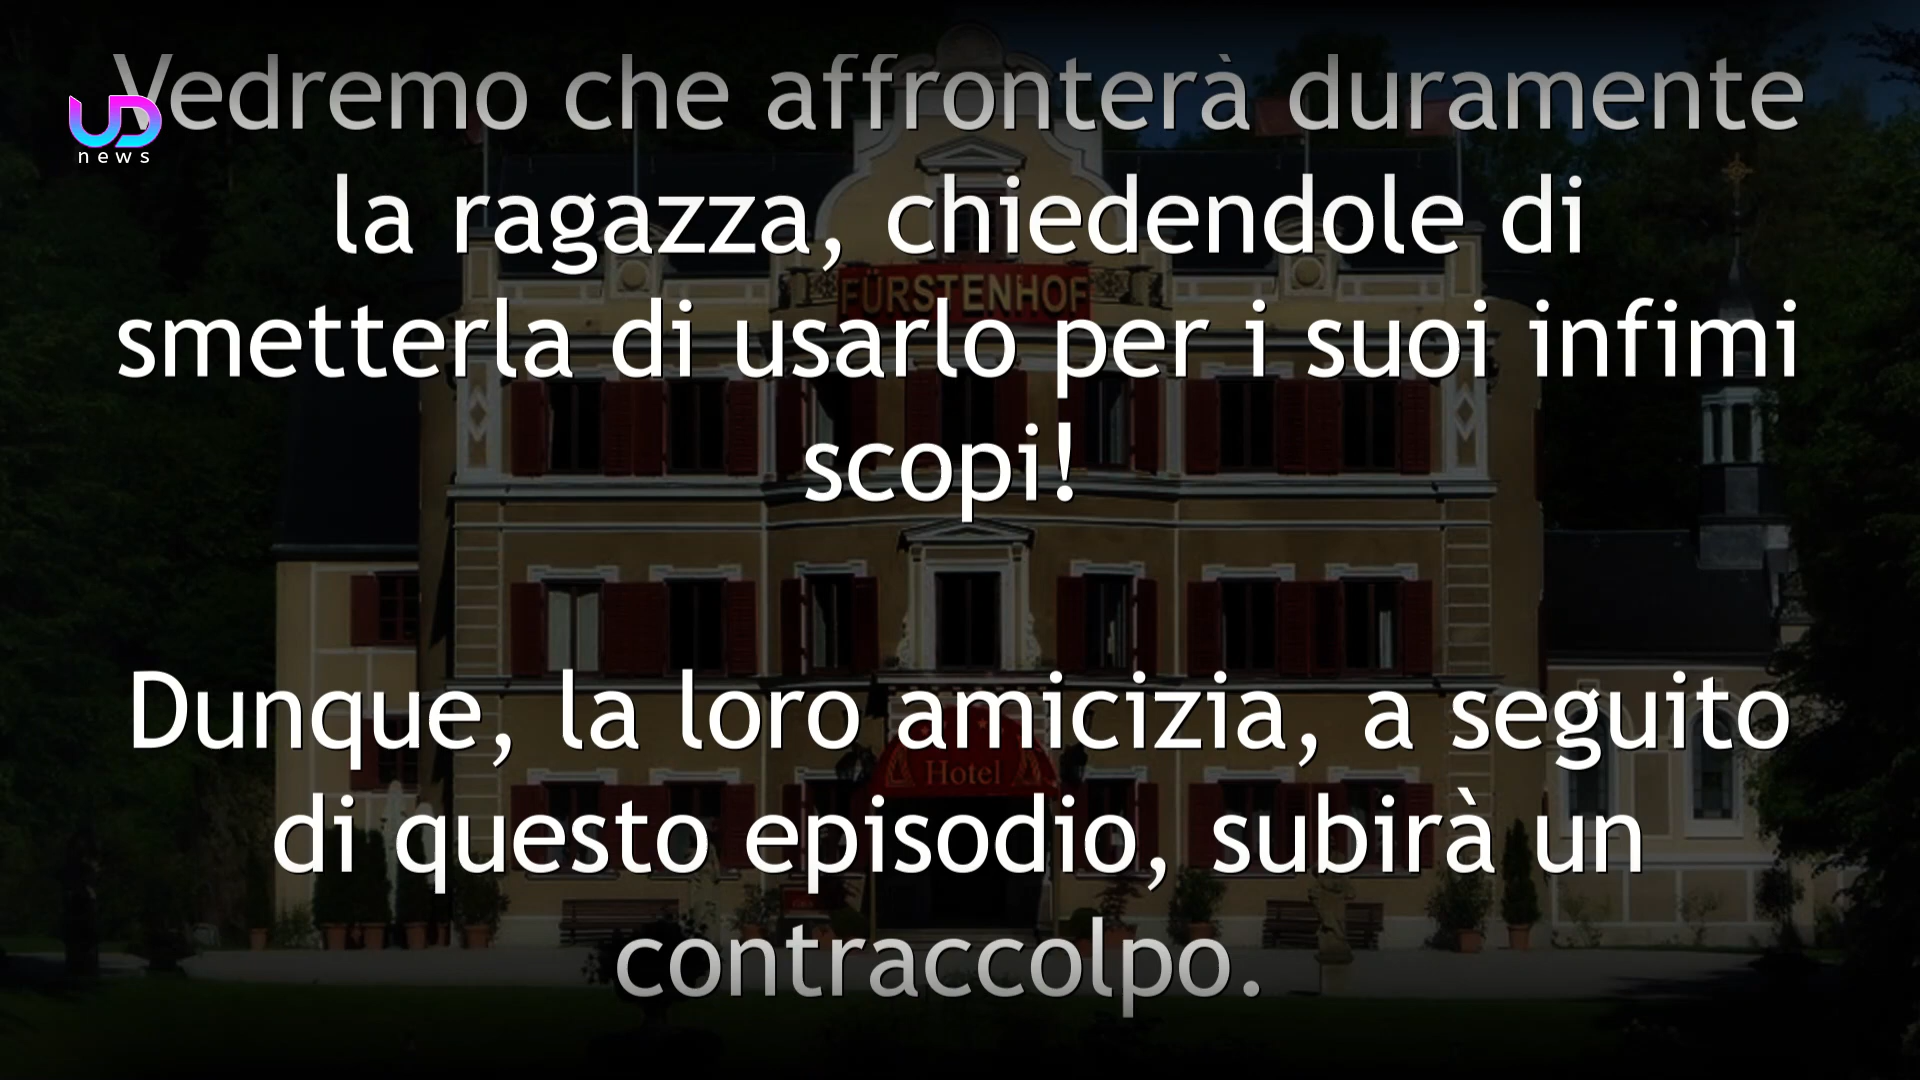 Vedremo che affronterà duramente
UD
news
la ragazza, chiedendole di
FÜRSTENHOF
smetterla di usarlo per i suoi infimi
scopi!
Dunque, la loro amicizia, a seguito
Hotel
di questo episodio, subirà un
contraccolpo.